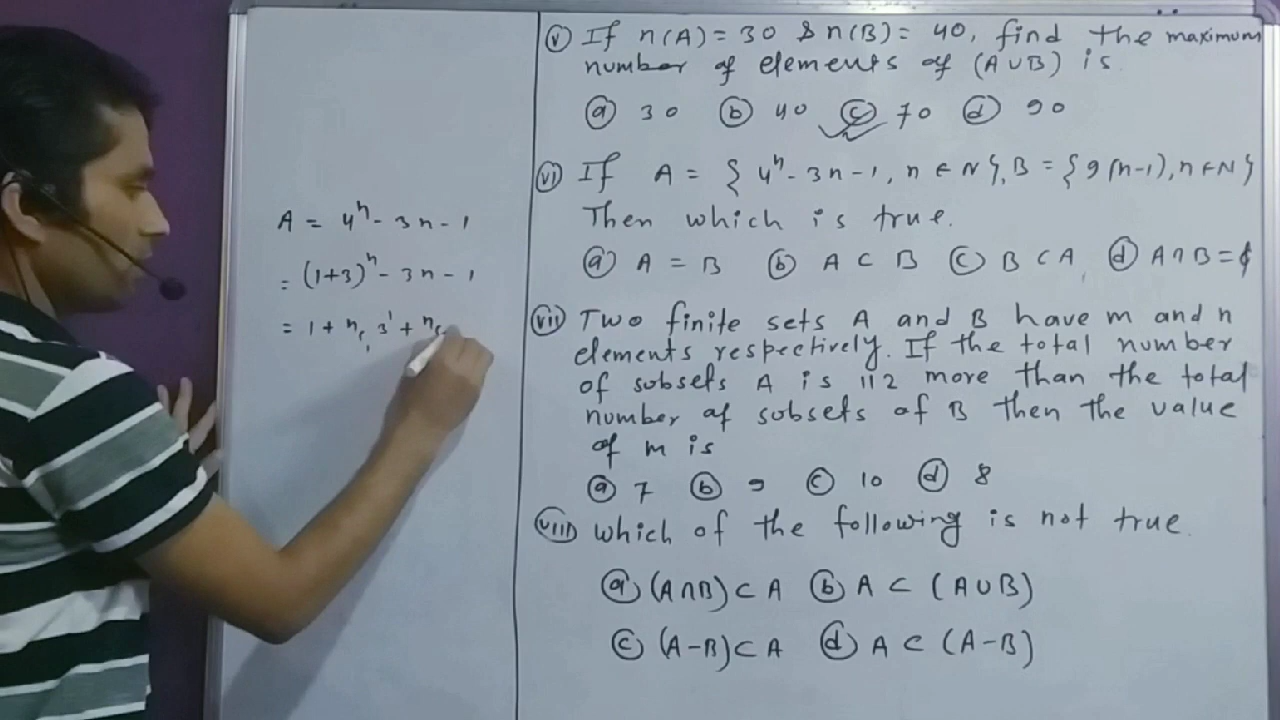 A = 4ⁿ - 3n - 1
= (1+3)ⁿ - 3n - 1
= 1 + ⁿC₁ 3¹ + ⁿC
(v) If n(A) = 30 & n(B) = 40, find the maximum
number of elements of (A∪B) is
(a) 30 (b) 40 (c) 70 (d) 90
(vi) If A = {4ⁿ - 3n - 1, n ∈ N}, B = {9(n-1), n ∈ N}
Then which is true.
(a) A = B (b) A ⊂ B (c) B ⊂ A (d) A ∩ B = ϕ
(vii) Two finite sets A and B have m and n
elements respectively. If the total number
of subsets A is 112 more than the total
number of subsets of B then the value
of m is
(a) 7 (b) 9 (c) 10 (d) 8
(viii) which of the following is not true.
(a) (A∩B) ⊂ A (b) A ⊂ (A∪B)
(c) (A-B) ⊂ A (d) A ⊂ (A-B)